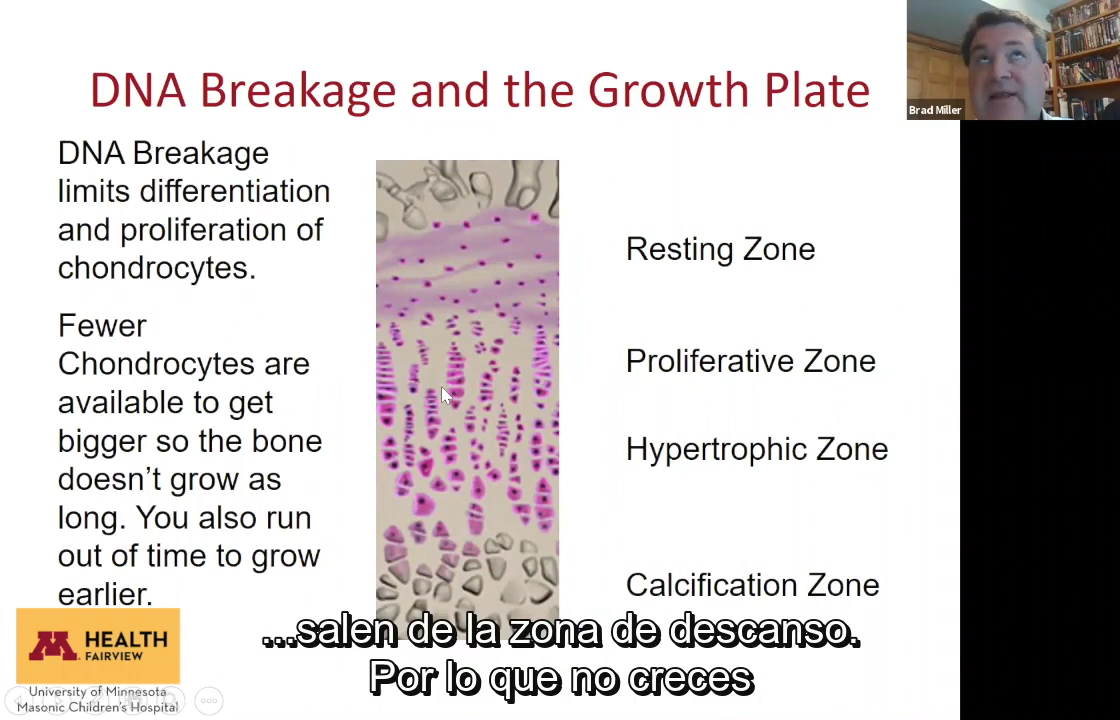 DNA Breakage and the Growth Plate
Brad Miller
DNA Breakage
limits differentiation
and proliferation of
chondrocytes.
Fewer
Chondrocytes are
available to get
bigger so the bone
doesn’t grow as
long. You also run
out of time to grow
earlier.
Resting Zone
Proliferative Zone
Hypertrophic Zone
Calcification Zone
M HEALTH
FAIRVIEW
University of Minnesota
Masonic Children's Hospital
...salen de la zona de descanso.
Por lo que no creces